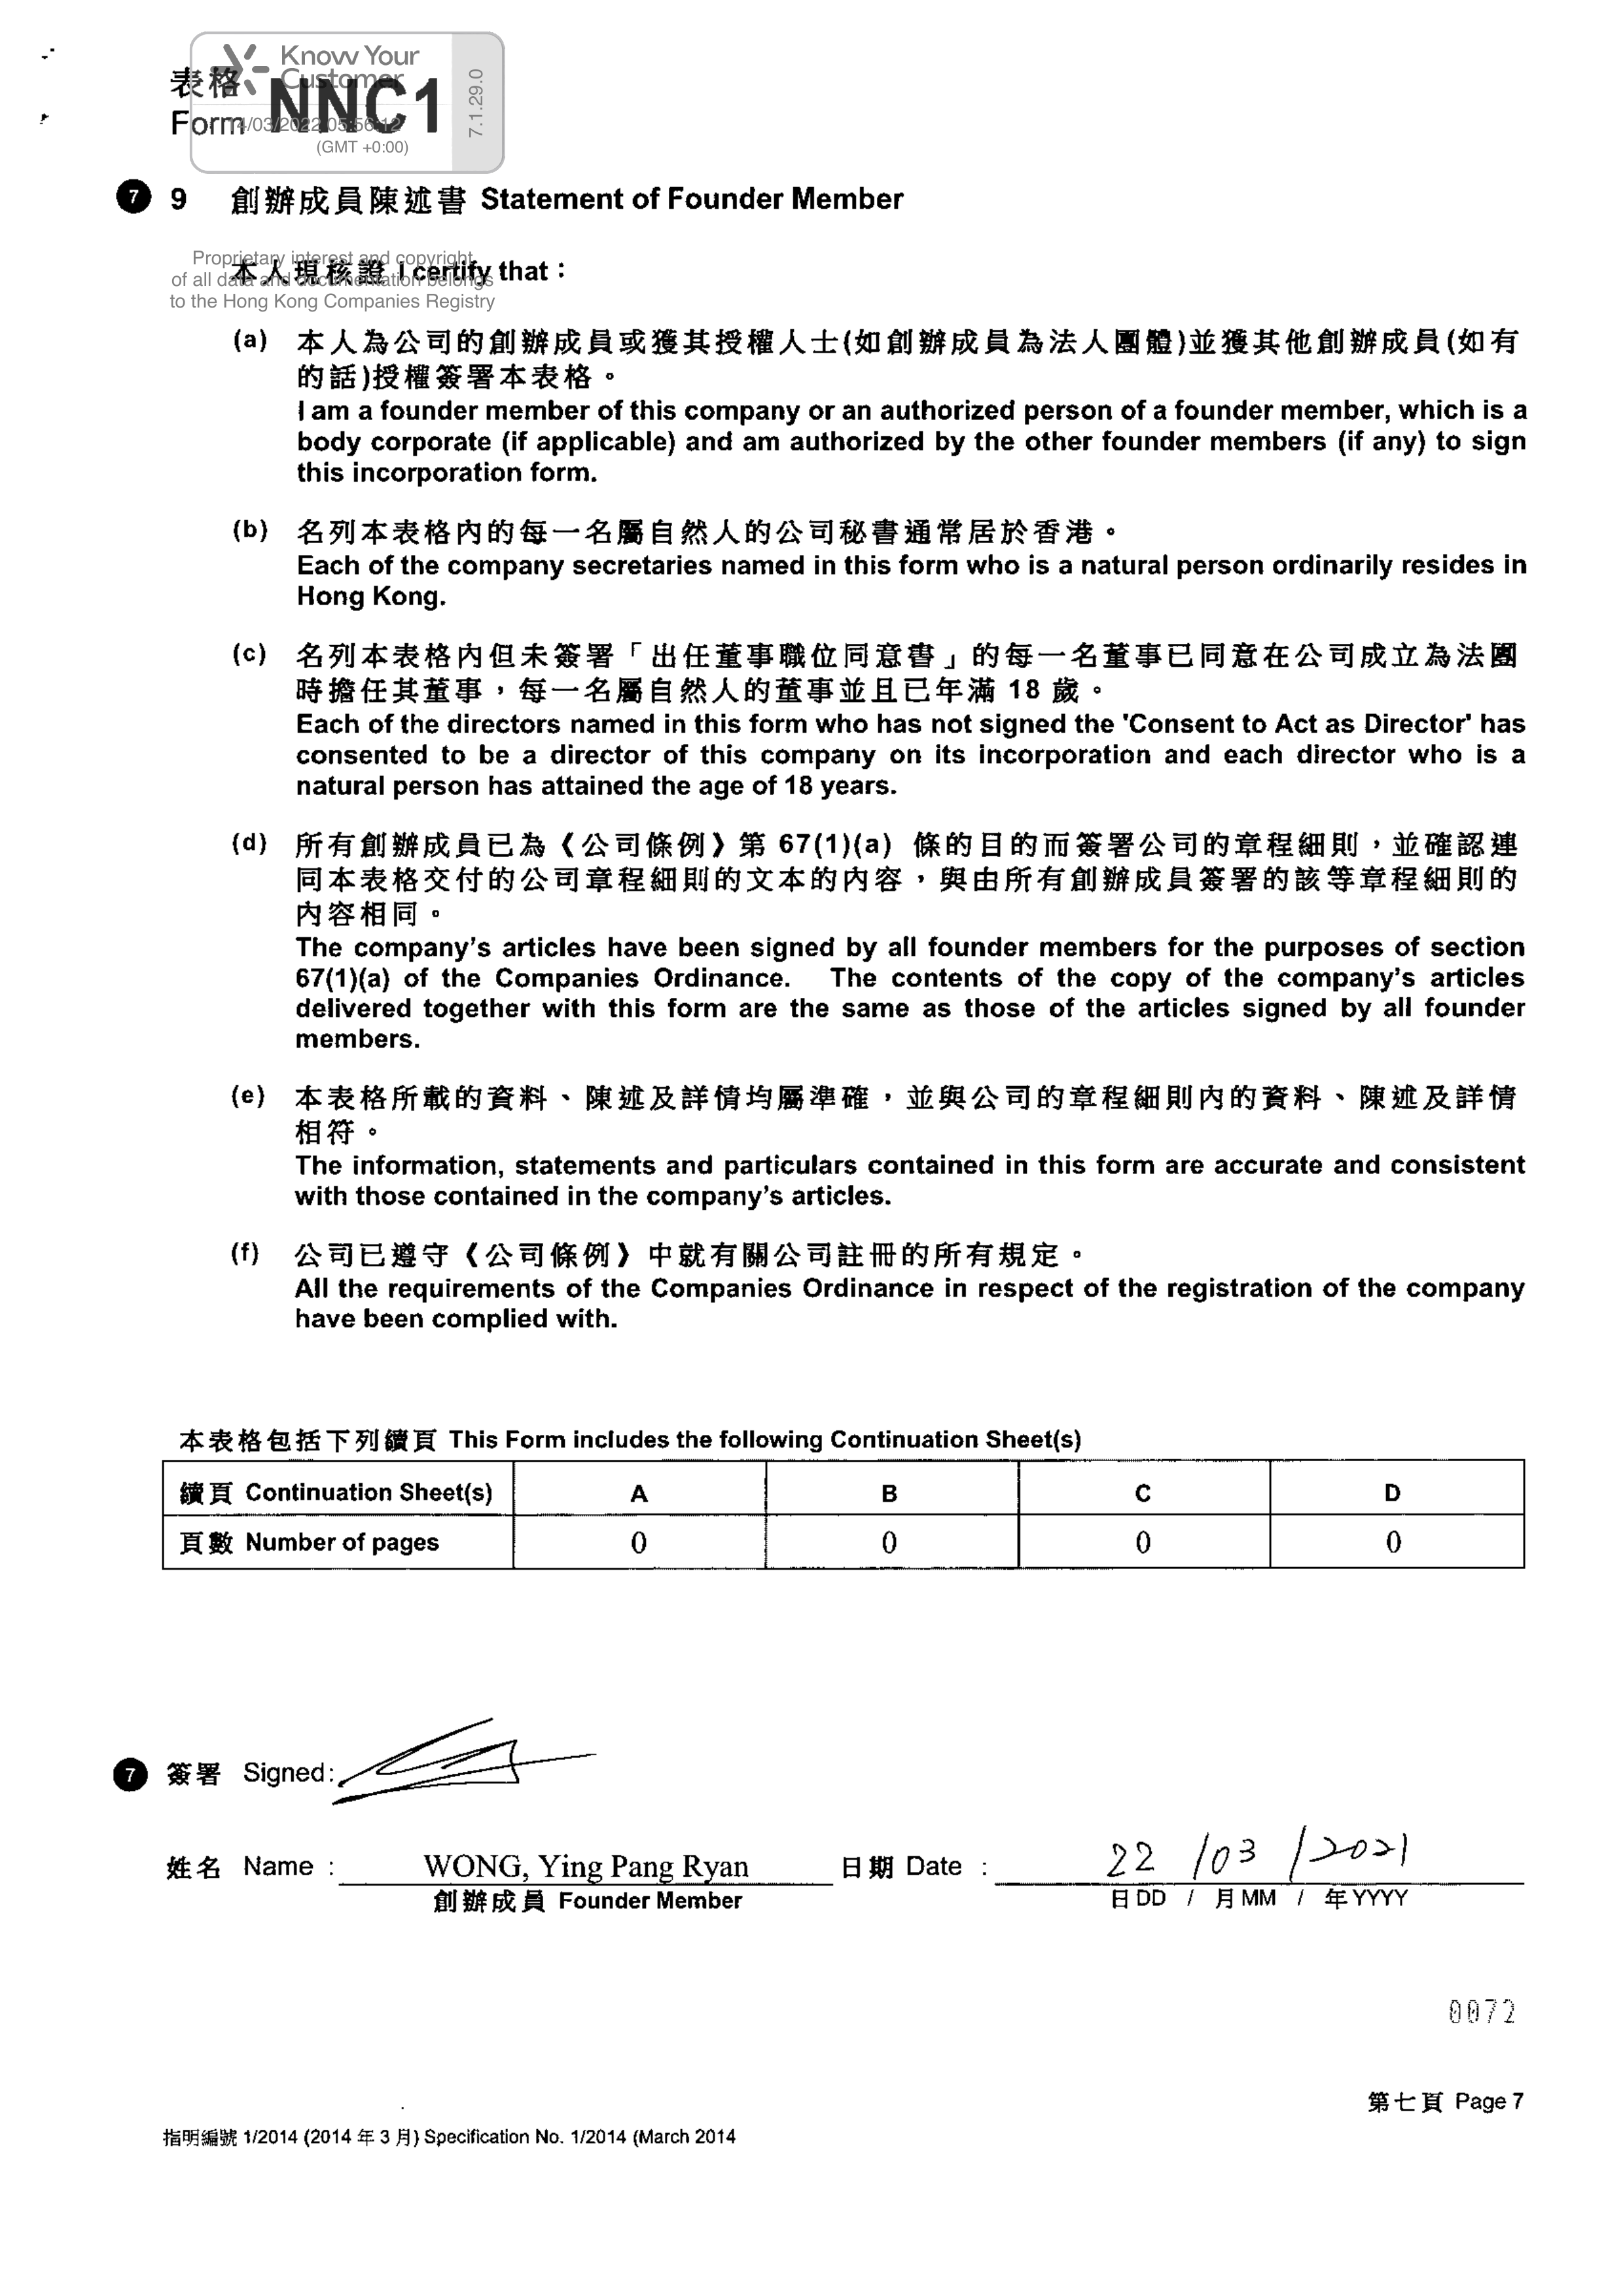 Know Your
Customer
7.1.29.0
14/03/2022 05:56:12
(GMT +0:00)
表格
Form NNC1
7 9 創辦成員陳述書 Statement of Founder Member
Proprietary interest and copyright
of all data and documentation belongs
to the Hong Kong Companies Registry
本人現核證 I certify that :
(a) 本人為公司的創辦成員或獲其授權人士(如創辦成員為法人團體)並獲其他創辦成員(如有
的話)授權簽署本表格。
I am a founder member of this company or an authorized person of a founder member, which is a
body corporate (if applicable) and am authorized by the other founder members (if any) to sign
this incorporation form.
(b) 名列本表格內的每一名屬自然人的公司秘書通常居於香港。
Each of the company secretaries named in this form who is a natural person ordinarily resides in
Hong Kong.
(c) 名列本表格內但未簽署「出任董事職位同意書」的每一名董事已同意在公司成立為法團
時擔任其董事，每一名屬自然人的董事並且已年滿 18 歲。
Each of the directors named in this form who has not signed the 'Consent to Act as Director' has
consented to be a director of this company on its incorporation and each director who is a
natural person has attained the age of 18 years.
(d) 所有創辦成員已為《公司條例》第 67(1)(a) 條的目的而簽署公司的章程細則，並確認連
同本表格交付的公司章程細則的文本的內容，與由所有創辦成員簽署的該等章程細則的
內容相同。
The company's articles have been signed by all founder members for the purposes of section
67(1)(a) of the Companies Ordinance. The contents of the copy of the company's articles
delivered together with this form are the same as those of the articles signed by all founder
members.
(e) 本表格所載的資料、陳述及詳情均屬準確，並與公司的章程細則內的資料、陳述及詳情
相符。
The information, statements and particulars contained in this form are accurate and consistent
with those contained in the company's articles.
(f) 公司已遵守《公司條例》中就有關公司註冊的所有規定。
All the requirements of the Companies Ordinance in respect of the registration of the company
have been complied with.
本表格包括下列續頁 This Form includes the following Continuation Sheet(s)
續頁 Continuation Sheet(s) A B C D
頁數 Number of pages 0 0 0 0
7 簽署 Signed:
姓名 Name : WONG, Ying Pang Ryan 日期 Date : 22 /03 /2021
創辦成員 Founder Member 日DD / 月MM / 年YYYY
0072
第七頁 Page 7
指明編號 1/2014 (2014 年 3 月) Specification No. 1/2014 (March 2014